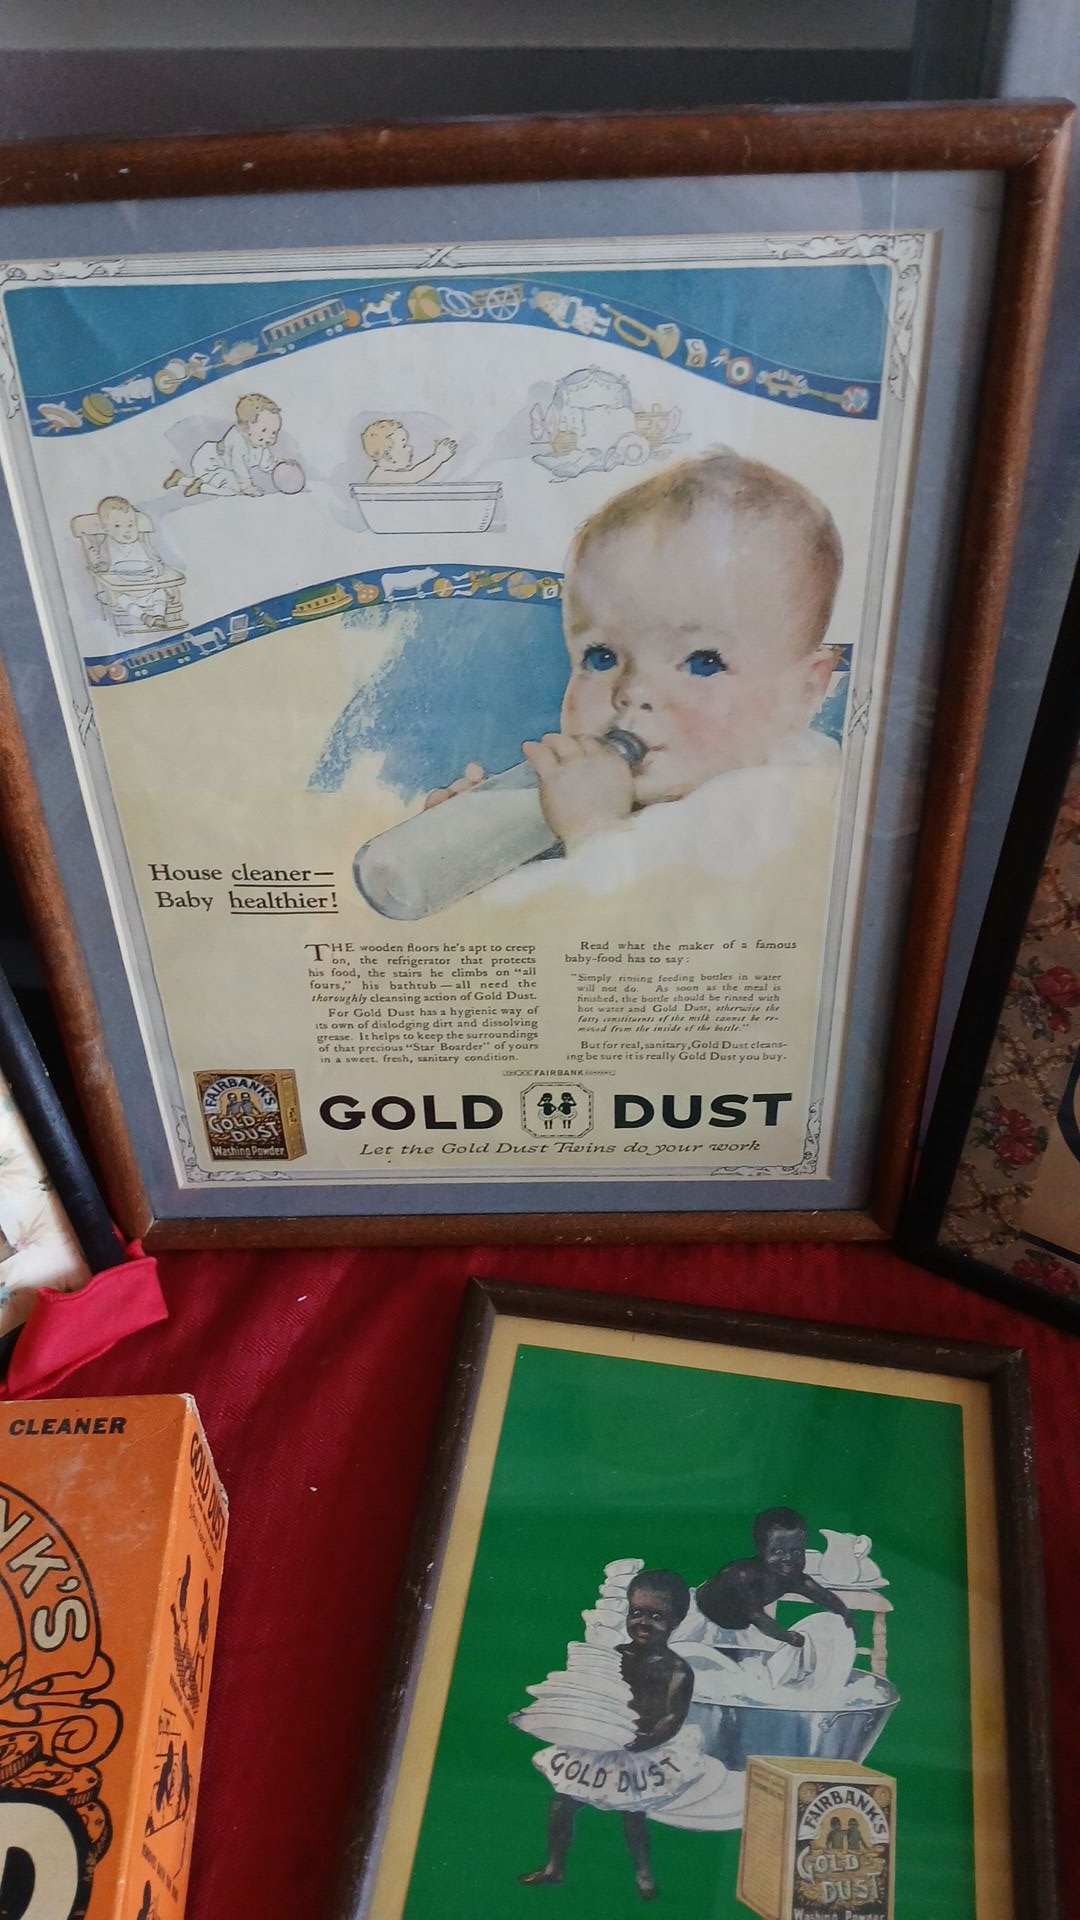 House cleaner—
Baby healthier!
THE wooden floors he's apt to creep
on, the refrigerator that protects
his food, the stairs he climbs on "all
fours," his bathtub—all need the
thoroughly cleansing action of Gold Dust.
For Gold Dust has a hygienic way of
its own of dislodging dirt and dissolving
grease. It helps to keep the surroundings
of that precious "Star Boarder" of yours
in a sweet, fresh, sanitary condition.
Read what the maker of a famous
baby-food has to say:
"Simply rinsing feeding bottles in water
will not do. As soon as the meal is
finished, the bottle should be rinsed with
hot water and Gold Dust, otherwise the
fatty constituents of the milk cannot be re-
moved from the inside of the bottle."
But for real, sanitary, Gold Dust cleans-
ing be sure it is really Gold Dust you buy.
FAIRBANK
FAIRBANK'S
GOLD DUST
Washing Powder
GOLD DUST
Let the Gold Dust Twins do your work
CLEANER
NK'S
GOLD DUST
GOLD DUST
FAIRBANK'S
GOLD
DUST
Washing Powder